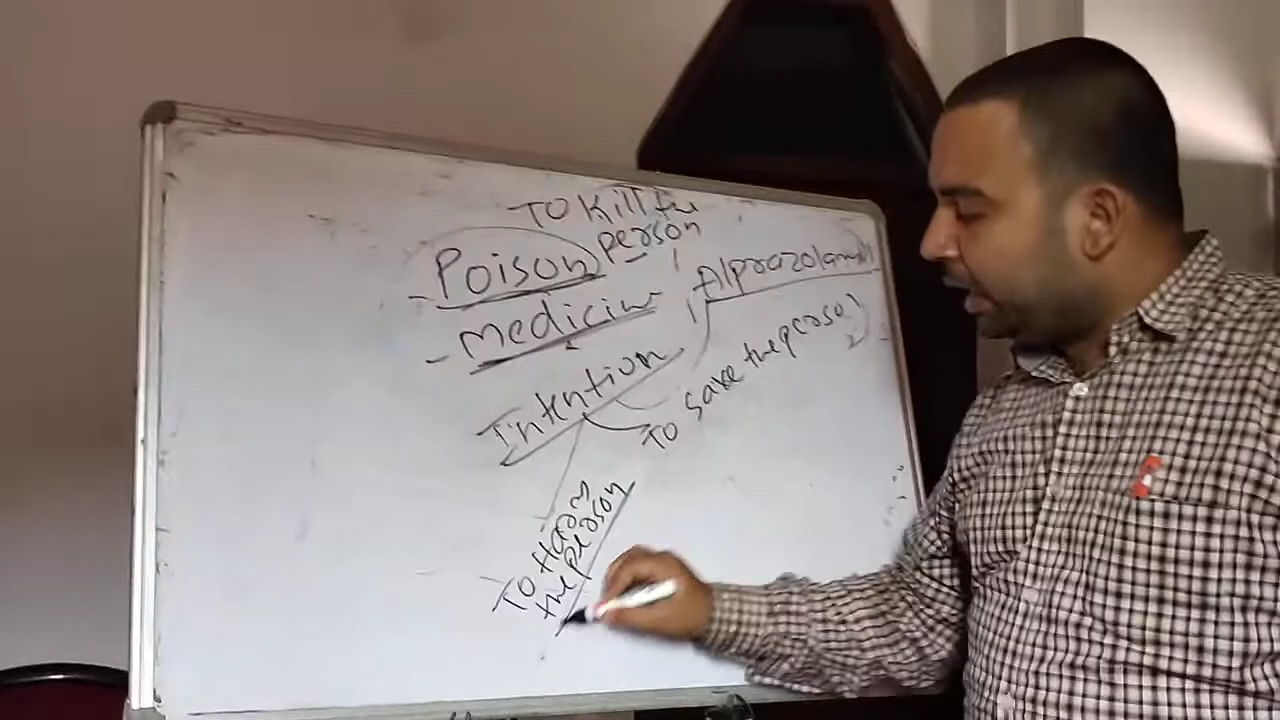 TO Kill the
person
- Poison
Alprazolam
- medicine
Intention
To save the person
To Harm
the person